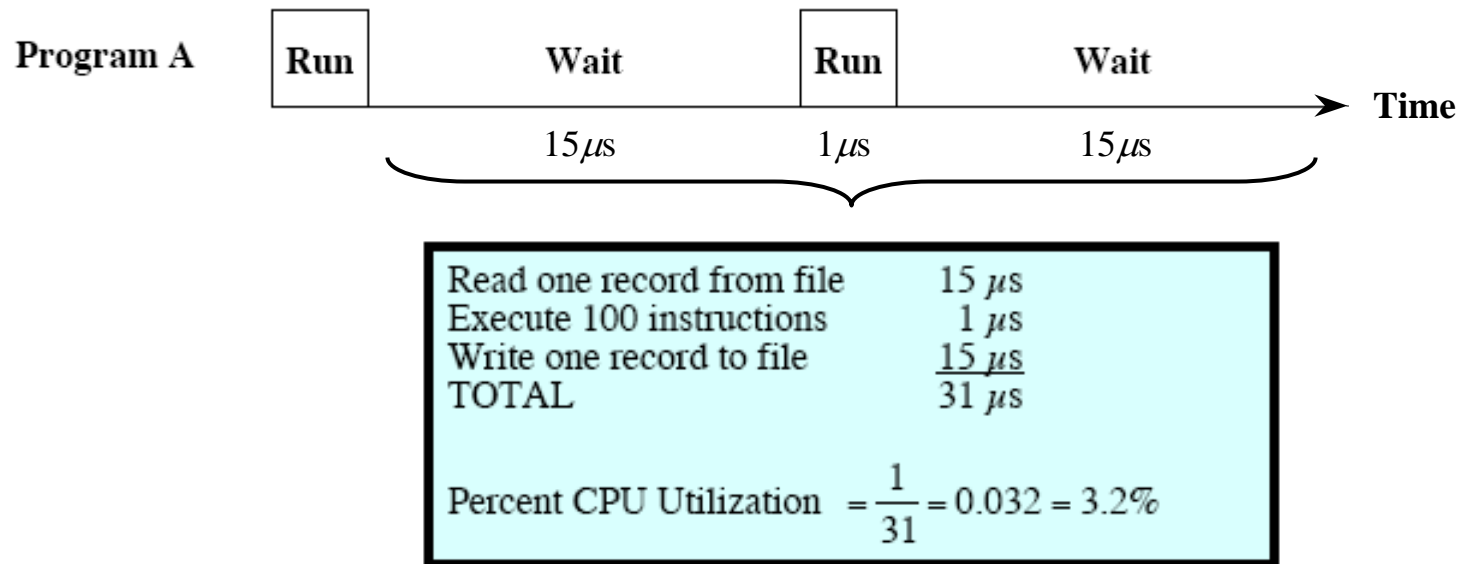 Program A Run Wait Run Wait
Time
15μs 1μs 15μs
Read one record from file 15 μs
Execute 100 instructions 1 μs
Write one record to file 15 μs
TOTAL 31 μs
Percent CPU Utilization = 1/31 = 0.032 = 3.2%